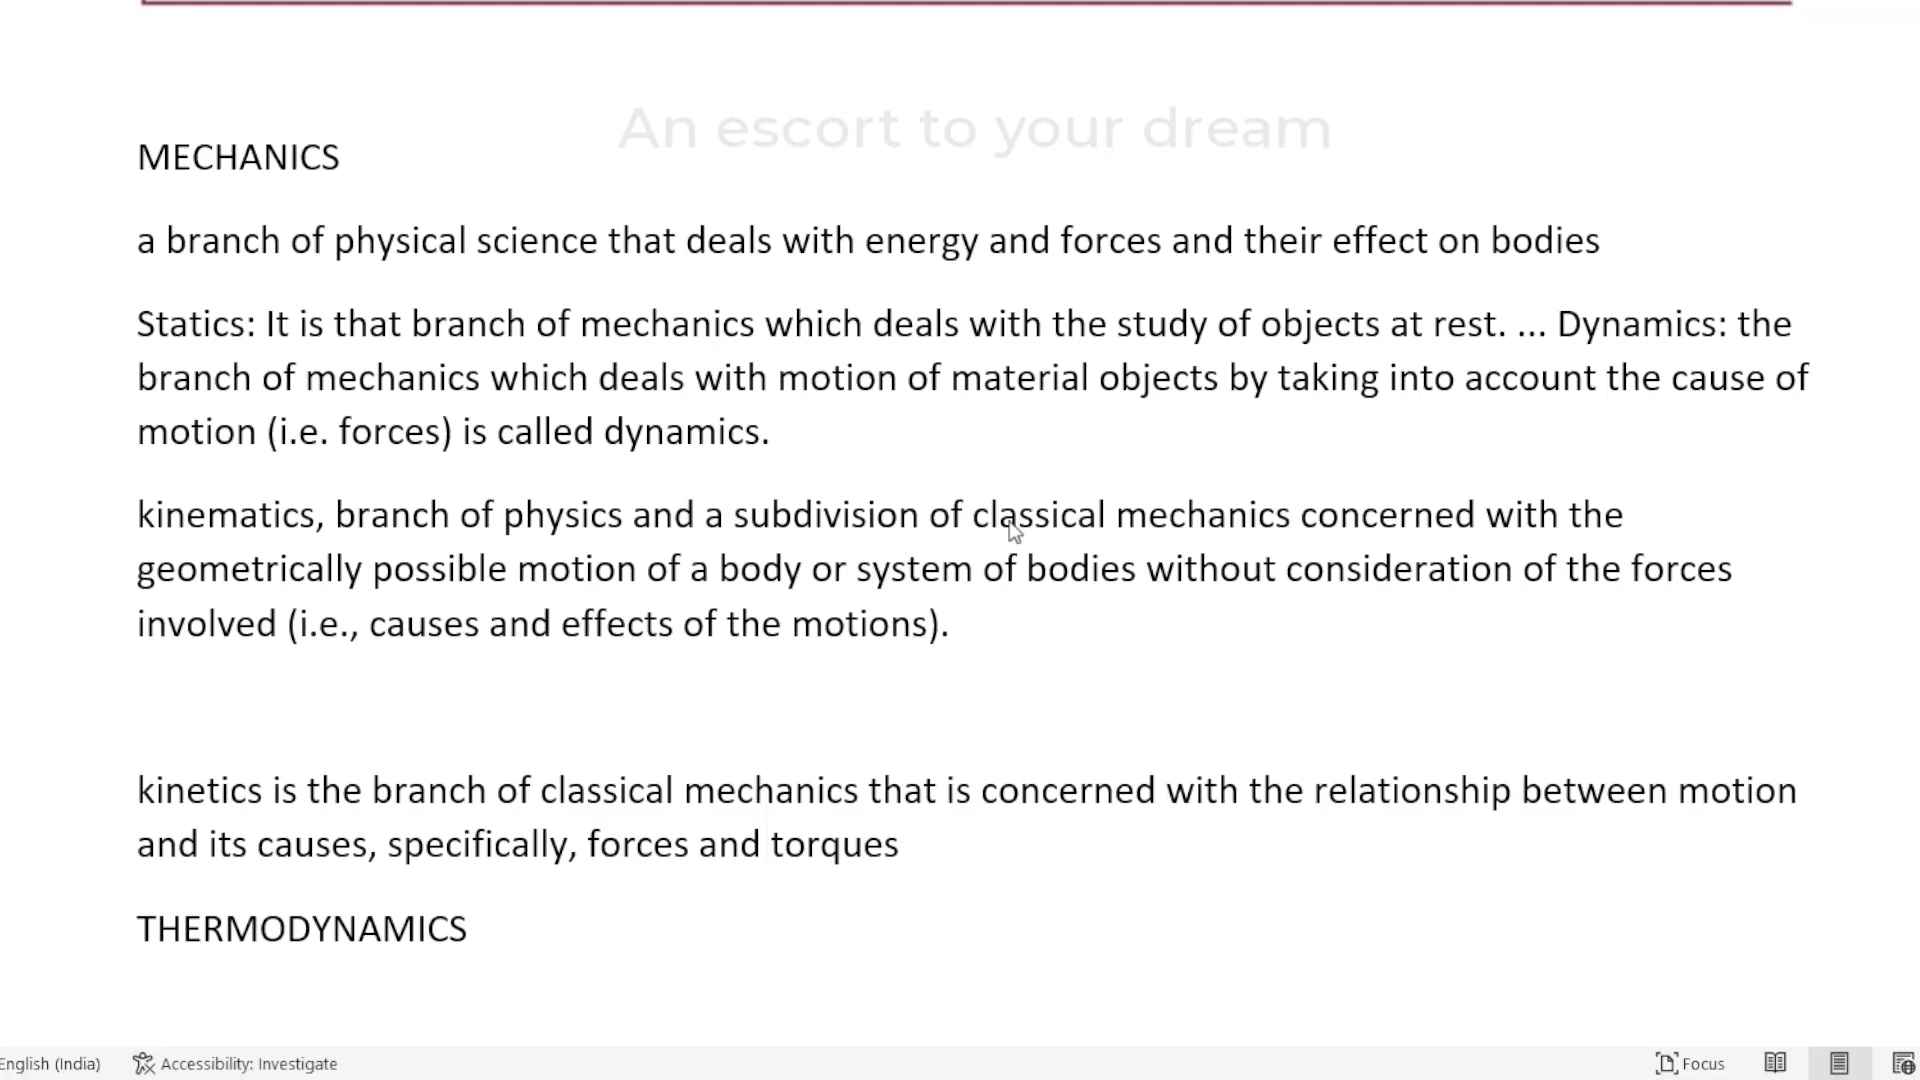 An escort to your dream
MECHANICS
a branch of physical science that deals with energy and forces and their effect on bodies
Statics: It is that branch of mechanics which deals with the study of objects at rest. ... Dynamics: the
branch of mechanics which deals with motion of material objects by taking into account the cause of
motion (i.e. forces) is called dynamics.
kinematics, branch of physics and a subdivision of classical mechanics concerned with the
geometrically possible motion of a body or system of bodies without consideration of the forces
involved (i.e., causes and effects of the motions).
kinetics is the branch of classical mechanics that is concerned with the relationship between motion
and its causes, specifically, forces and torques
THERMODYNAMICS
English (India) Accessibility: Investigate Focus